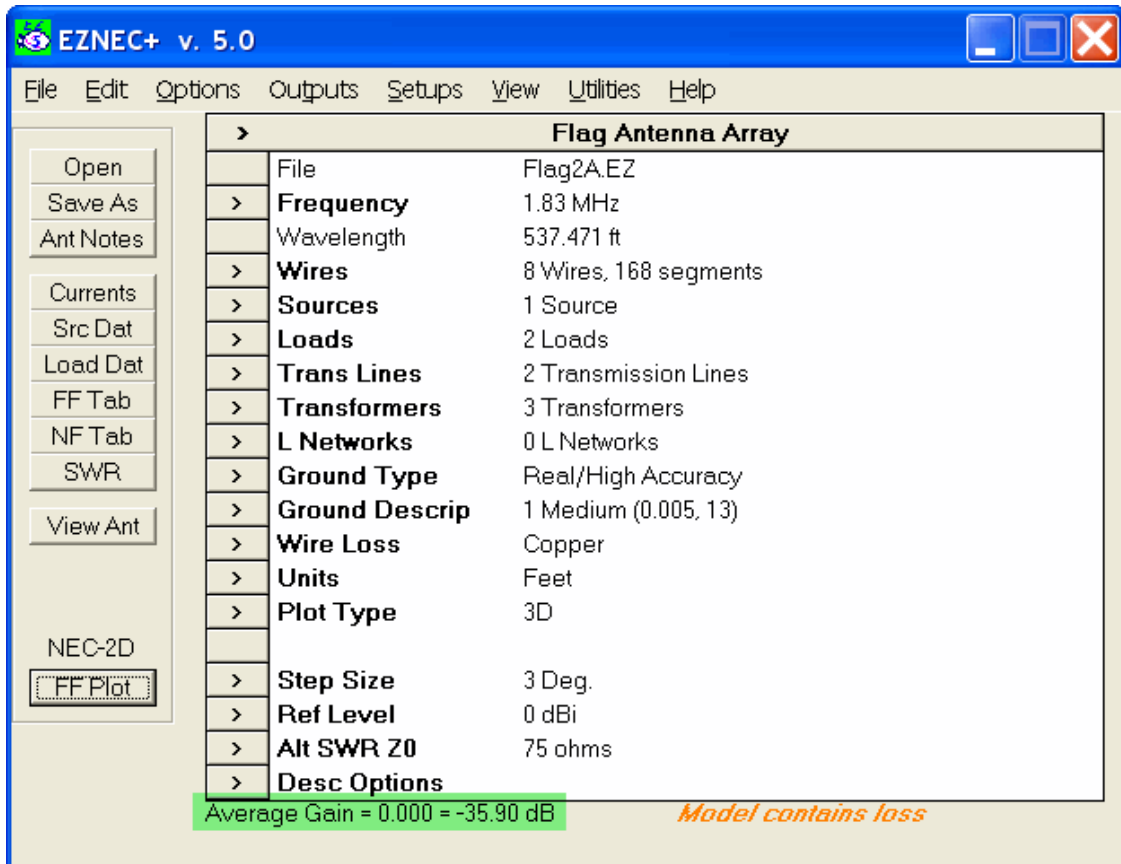 EZNEC+ v. 5.0
File Edit Options Outputs Setups View Utilities Help
> Flag Antenna Array
Open
Save As
Ant Notes
Currents
Src Dat
Load Dat
FF Tab
NF Tab
SWR
View Ant
NEC-2D
FF Plot
File Flag2A.EZ
> Frequency 1.83 MHz
Wavelength 537.471 ft
> Wires 8 Wires, 168 segments
> Sources 1 Source
> Loads 2 Loads
> Trans Lines 2 Transmission Lines
> Transformers 3 Transformers
> L Networks 0 L Networks
> Ground Type Real/High Accuracy
> Ground Descrip 1 Medium (0.005, 13)
> Wire Loss Copper
> Units Feet
> Plot Type 3D
> Step Size 3 Deg.
> Ref Level 0 dBi
> Alt SWR Z0 75 ohms
> Desc Options
Average Gain = 0.000 = -35.90 dB Model contains loss